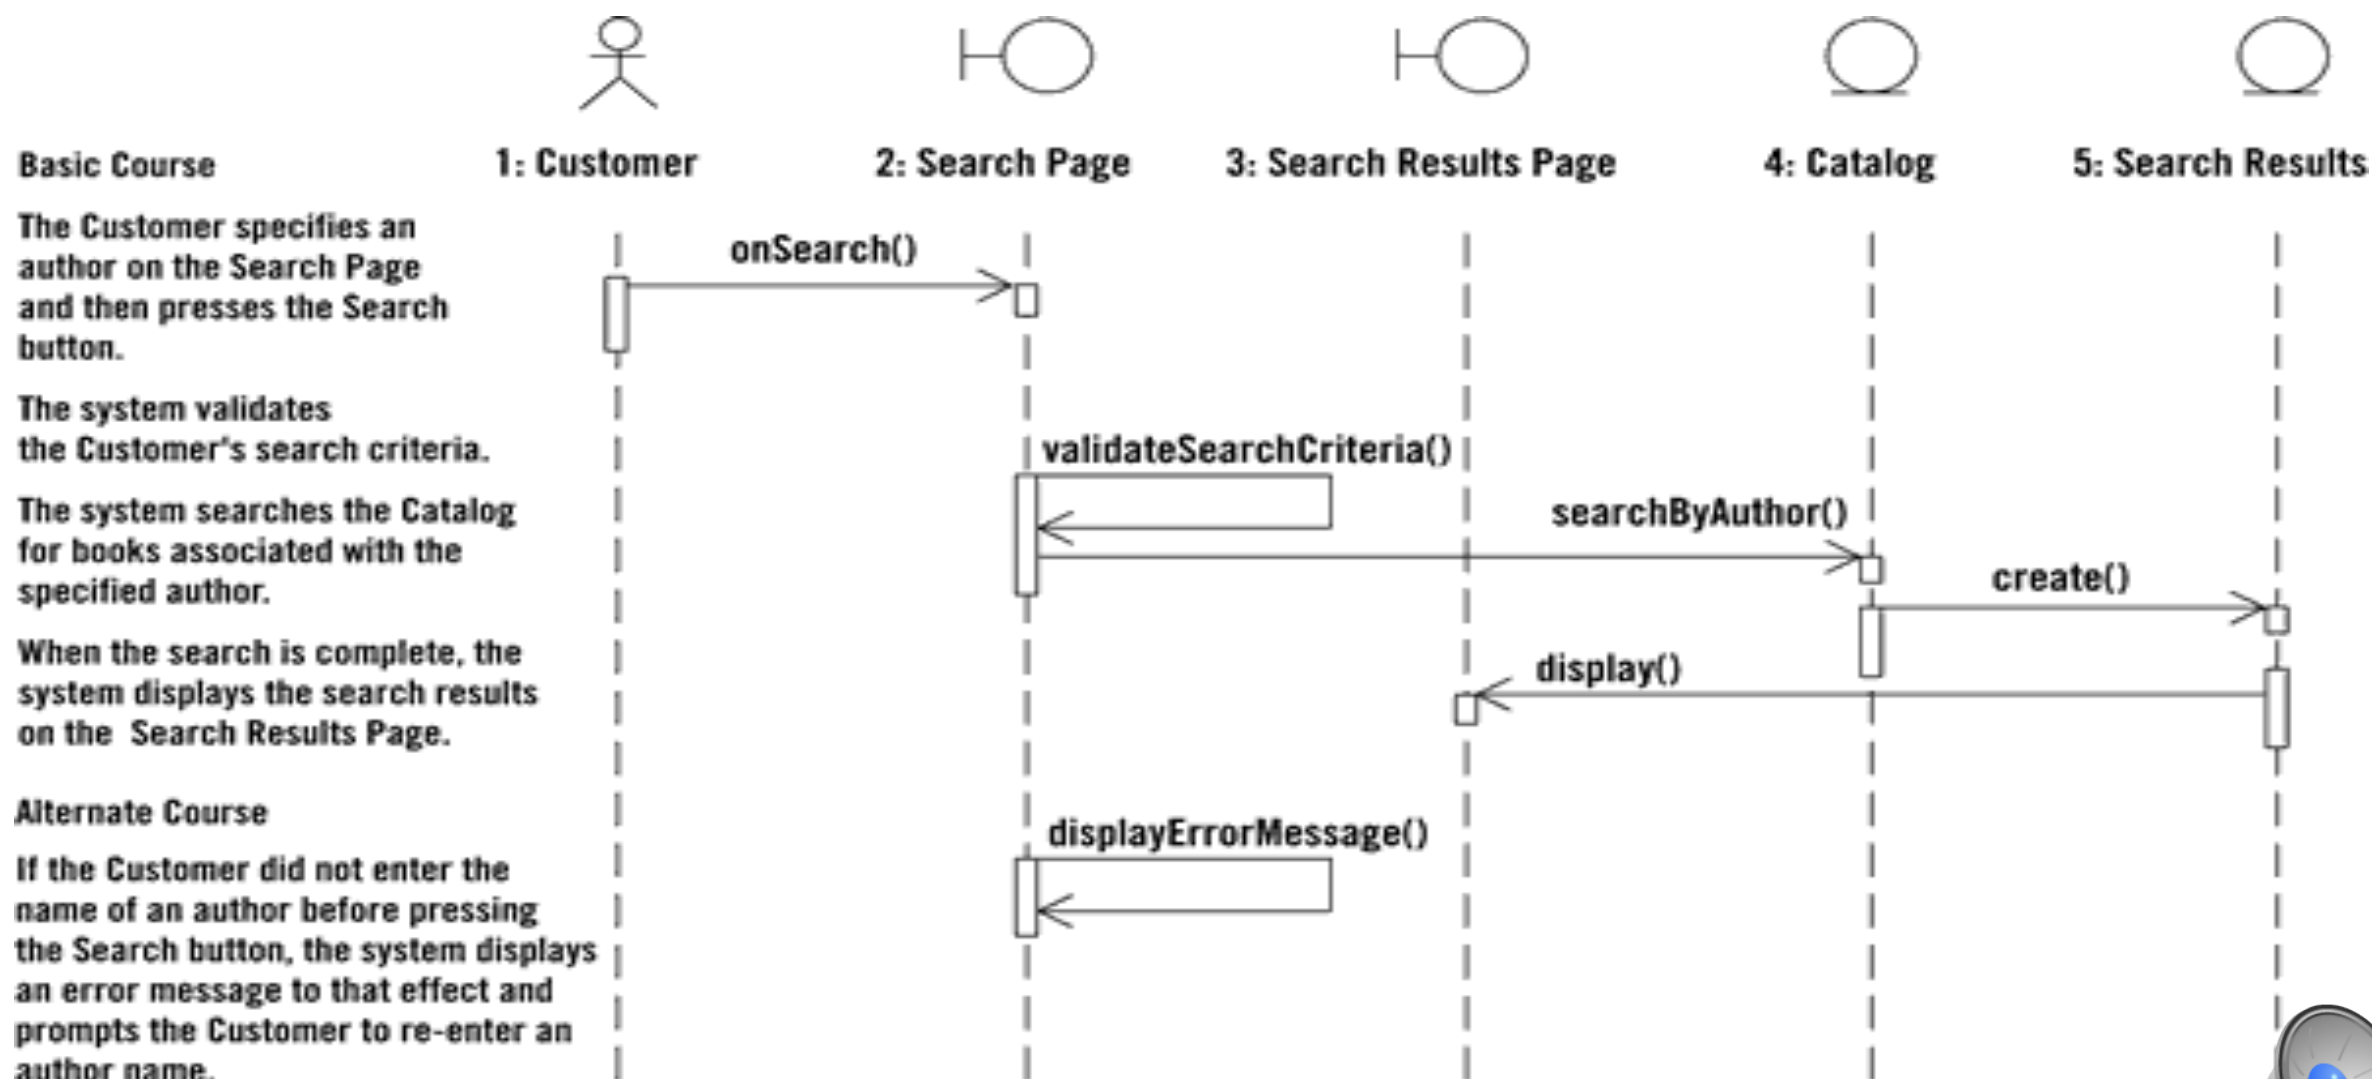 1: Customer
2: Search Page
3: Search Results Page
4: Catalog
5: Search Results
Basic Course
The Customer specifies an
author on the Search Page
and then presses the Search
button.
onSearch()
The system validates
the Customer's search criteria.
validateSearchCriteria()
The system searches the Catalog
for books associated with the
specified author.
searchByAuthor()
create()
When the search is complete, the
system displays the search results
on the Search Results Page.
display()
Alternate Course
If the Customer did not enter the
name of an author before pressing
the Search button, the system displays
an error message to that effect and
prompts the Customer to re-enter an
author name.
displayErrorMessage()